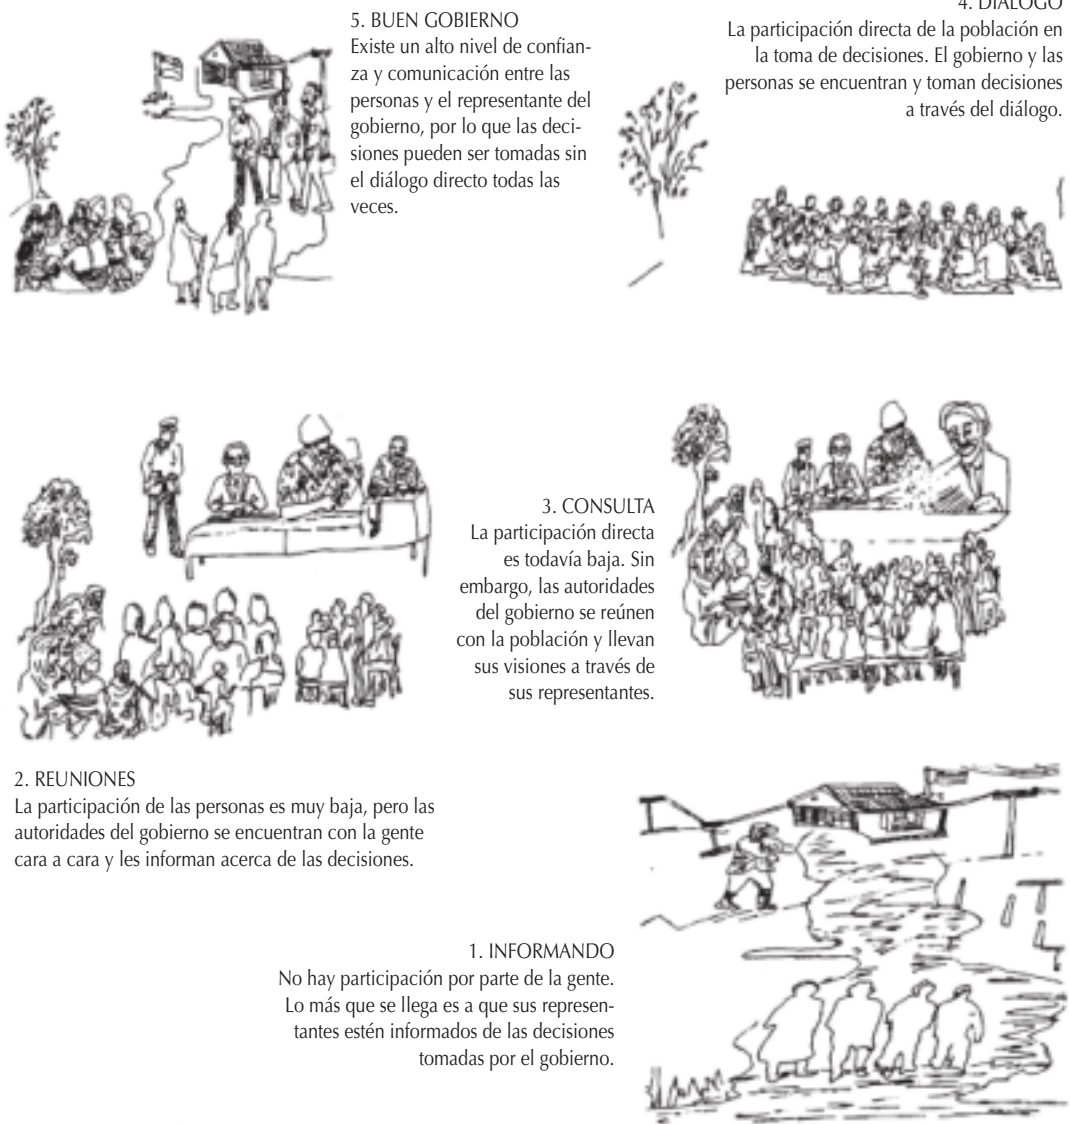 5. BUEN GOBIERNO
Existe un alto nivel de confian-
za y comunicación entre las
personas y el representante del
gobierno, por lo que las deci-
siones pueden ser tomadas sin
el diálogo directo todas las
veces.
4. DIALOGO
La participación directa de la población en
la toma de decisiones. El gobierno y las
personas se encuentran y toman decisiones
a través del diálogo.
3. CONSULTA
La participación directa
es todavía baja. Sin
embargo, las autoridades
del gobierno se reúnen
con la población y llevan
sus visiones a través de
sus representantes.
2. REUNIONES
La participación de las personas es muy baja, pero las
autoridades del gobierno se encuentran con la gente
cara a cara y les informan acerca de las decisiones.
1. INFORMANDO
No hay participación por parte de la gente.
Lo más que se llega es a que sus represen-
tantes estén informados de las decisiones
tomadas por el gobierno.